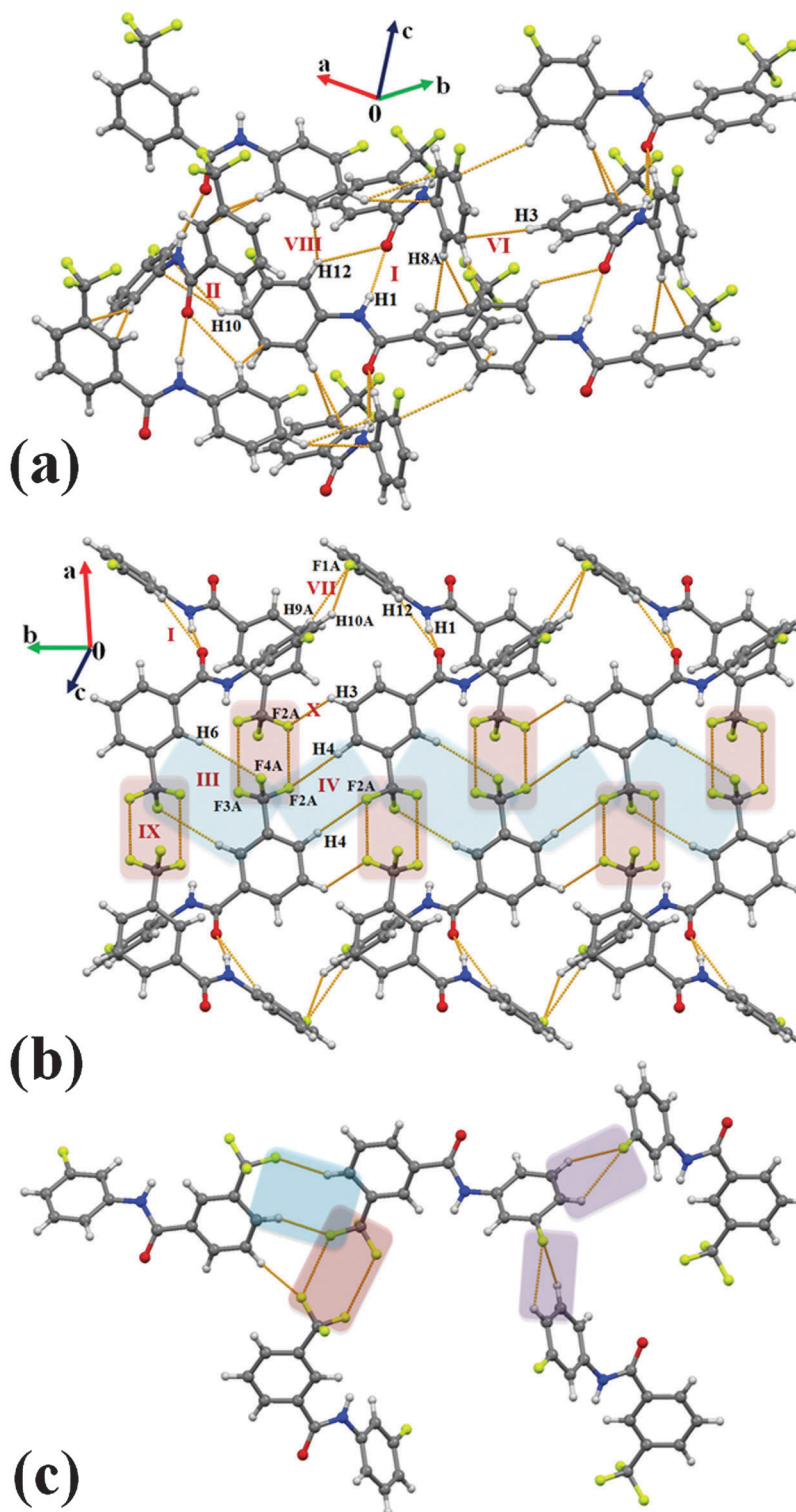 c
a
b
0
VIII
H3
VI
I
H12
H8A
II
H1
H10
(a)
a
F1A
VII
b
0
I
H9A
H12
H10A
H1
c
H3
F2A
X
H6
H4
F4A
III
IV
F2A
F3A
F2A
H4
IX
(b)
(c)